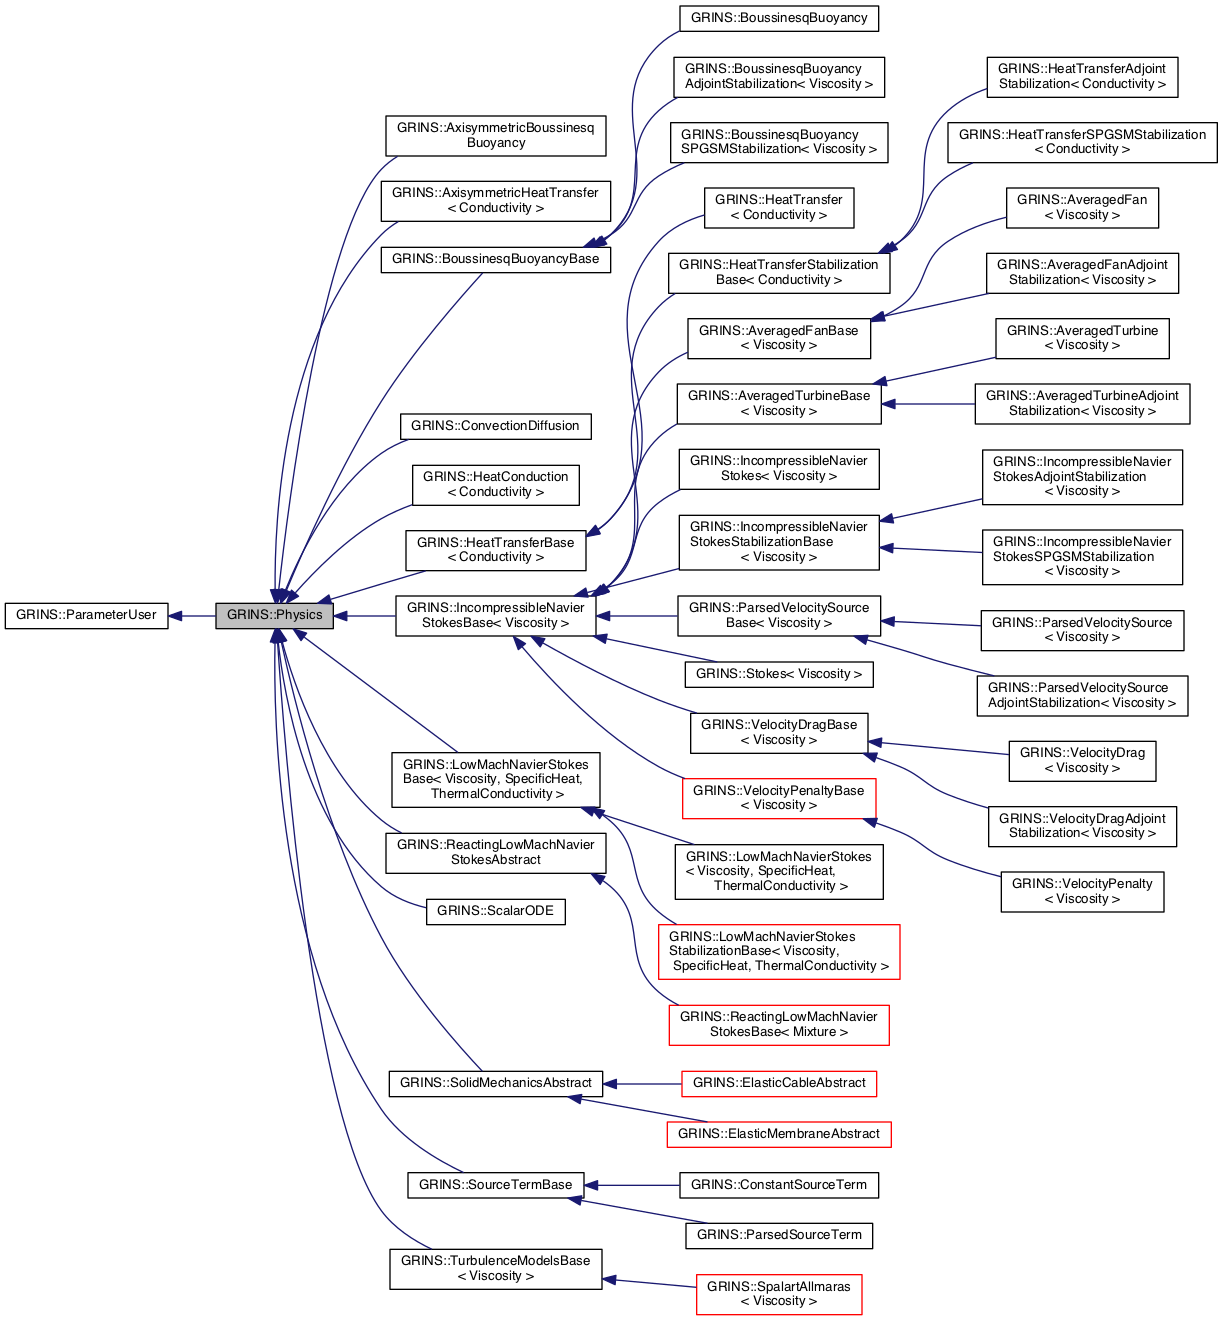 GRINS::ParameterUser
GRINS::Physics
GRINS::AxisymmetricBoussinesq
Buoyancy
GRINS::AxisymmetricHeatTransfer
< Conductivity >
GRINS::BoussinesqBuoyancyBase
GRINS::ConvectionDiffusion
GRINS::HeatConduction
< Conductivity >
GRINS::HeatTransferBase
< Conductivity >
GRINS::IncompressibleNavier
StokesBase< Viscosity >
GRINS::LowMachNavierStokes
Base< Viscosity, SpecificHeat,
ThermalConductivity >
GRINS::ReactingLowMachNavier
StokesAbstract
GRINS::ScalarODE
GRINS::SolidMechanicsAbstract
GRINS::SourceTermBase
GRINS::TurbulenceModelsBase
< Viscosity >
GRINS::BoussinesqBuoyancy
GRINS::BoussinesqBuoyancy
AdjointStabilization< Viscosity >
GRINS::BoussinesqBuoyancy
SPGSMStabilization< Viscosity >
GRINS::HeatTransfer
< Conductivity >
GRINS::HeatTransferStabilization
Base< Conductivity >
GRINS::AveragedFanBase
< Viscosity >
GRINS::AveragedTurbineBase
< Viscosity >
GRINS::IncompressibleNavier
Stokes< Viscosity >
GRINS::IncompressibleNavier
StokesStabilizationBase
< Viscosity >
GRINS::ParsedVelocitySource
Base< Viscosity >
GRINS::Stokes< Viscosity >
GRINS::VelocityDragBase
< Viscosity >
GRINS::VelocityPenaltyBase
< Viscosity >
GRINS::LowMachNavierStokes
< Viscosity, SpecificHeat,
ThermalConductivity >
GRINS::LowMachNavierStokes
StabilizationBase< Viscosity,
SpecificHeat, ThermalConductivity >
GRINS::ReactingLowMachNavier
StokesBase< Mixture >
GRINS::ElasticCableAbstract
GRINS::ElasticMembraneAbstract
GRINS::ConstantSourceTerm
GRINS::ParsedSourceTerm
GRINS::SpalartAllmaras
< Viscosity >
GRINS::HeatTransferAdjoint
Stabilization< Conductivity >
GRINS::HeatTransferSPGSMStabilization
< Conductivity >
GRINS::AveragedFan
< Viscosity >
GRINS::AveragedFanAdjoint
Stabilization< Viscosity >
GRINS::AveragedTurbine
< Viscosity >
GRINS::AveragedTurbineAdjoint
Stabilization< Viscosity >
GRINS::IncompressibleNavier
StokesAdjointStabilization
< Viscosity >
GRINS::IncompressibleNavier
StokesSPGSMStabilization
< Viscosity >
GRINS::ParsedVelocitySource
< Viscosity >
GRINS::ParsedVelocitySource
AdjointStabilization< Viscosity >
GRINS::VelocityDrag
< Viscosity >
GRINS::VelocityDragAdjoint
Stabilization< Viscosity >
GRINS::VelocityPenalty
< Viscosity >